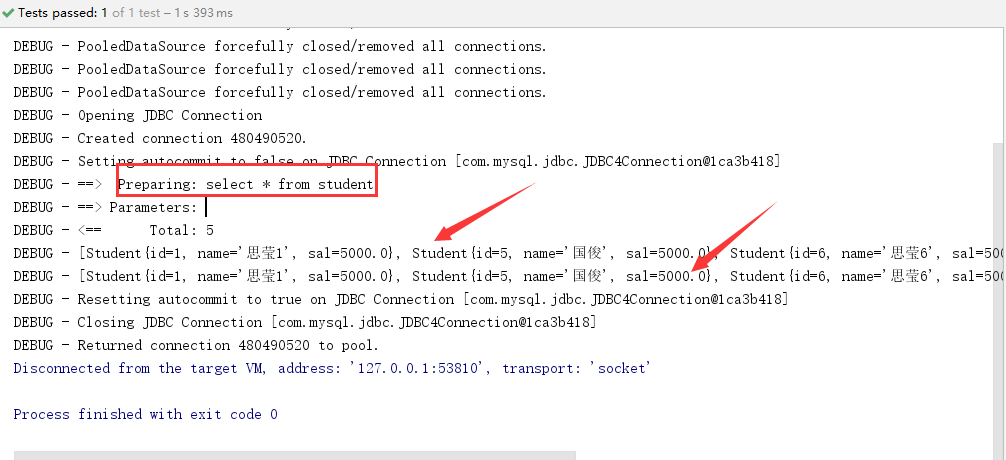 Tests passed: 1 of 1 test – 1 s 393 ms
DEBUG - PooledDataSource forcefully closed/removed all connections.
DEBUG - PooledDataSource forcefully closed/removed all connections.
DEBUG - PooledDataSource forcefully closed/removed all connections.
DEBUG - Opening JDBC Connection
DEBUG - Created connection 480490520.
DEBUG - Setting autocommit to false on JDBC Connection [com.mysql.jdbc.JDBC4Connection@1ca3b418]
DEBUG - ==>  Preparing: select * from student
DEBUG - ==> Parameters:
DEBUG - <==      Total: 5
DEBUG - [Student{id=1, name='思莹1', sal=5000.0}, Student{id=5, name='国俊', sal=5000.0}, Student{id=6, name='思莹6', sal=500
DEBUG - [Student{id=1, name='思莹1', sal=5000.0}, Student{id=5, name='国俊', sal=5000.0}, Student{id=6, name='思莹6', sal=500
DEBUG - Resetting autocommit to true on JDBC Connection [com.mysql.jdbc.JDBC4Connection@1ca3b418]
DEBUG - Closing JDBC Connection [com.mysql.jdbc.JDBC4Connection@1ca3b418]
DEBUG - Returned connection 480490520 to pool.
Disconnected from the target VM, address: '127.0.0.1:53810', transport: 'socket'
Process finished with exit code 0